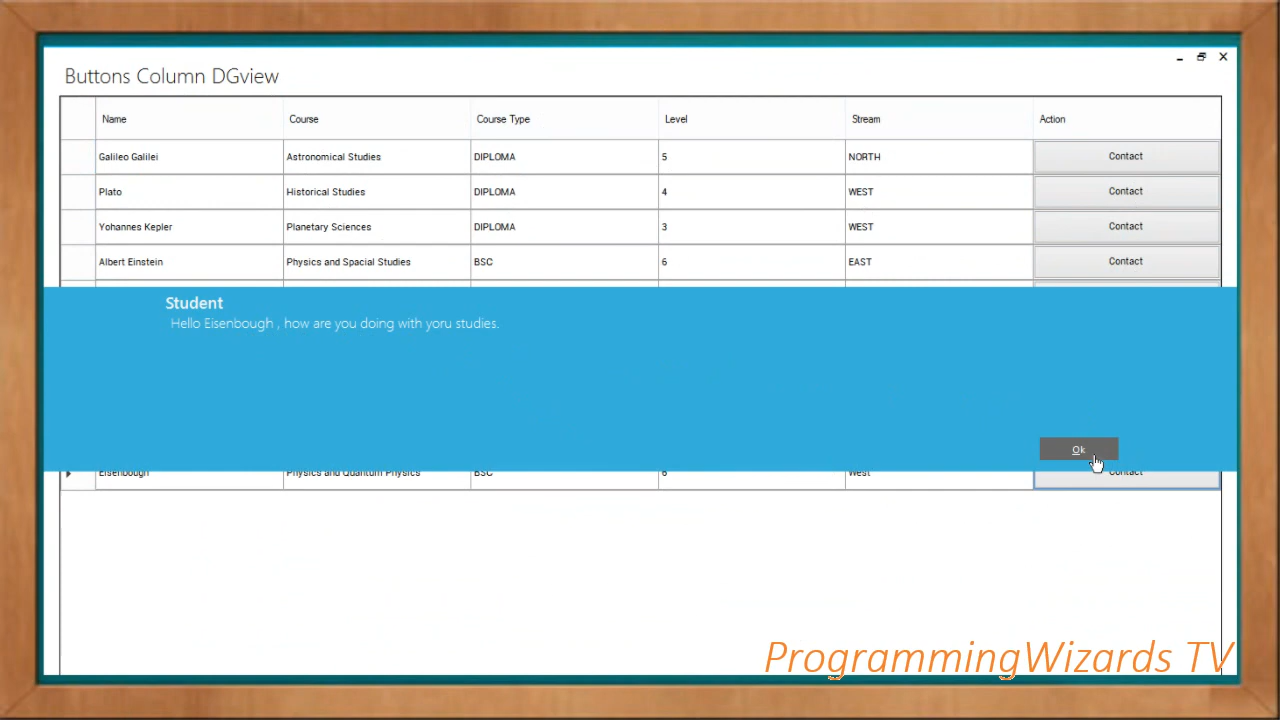 Buttons Column DGview
Name Course Course Type Level Stream Action
Galileo Galilei Astronomical Studies DIPLOMA 5 NORTH Contact
Plato Historical Studies DIPLOMA 4 WEST Contact
Yohannes Kepler Planetary Sciences DIPLOMA 3 WEST Contact
Albert Einstein Physics and Spacial Studies BSC 6 EAST Contact
Student
Hello Eisenbough , how are you doing with yoru studies.
Ok
Eisenbough Physics and Quantum Physics BSC 6 West Contact
ProgrammingWizards TV